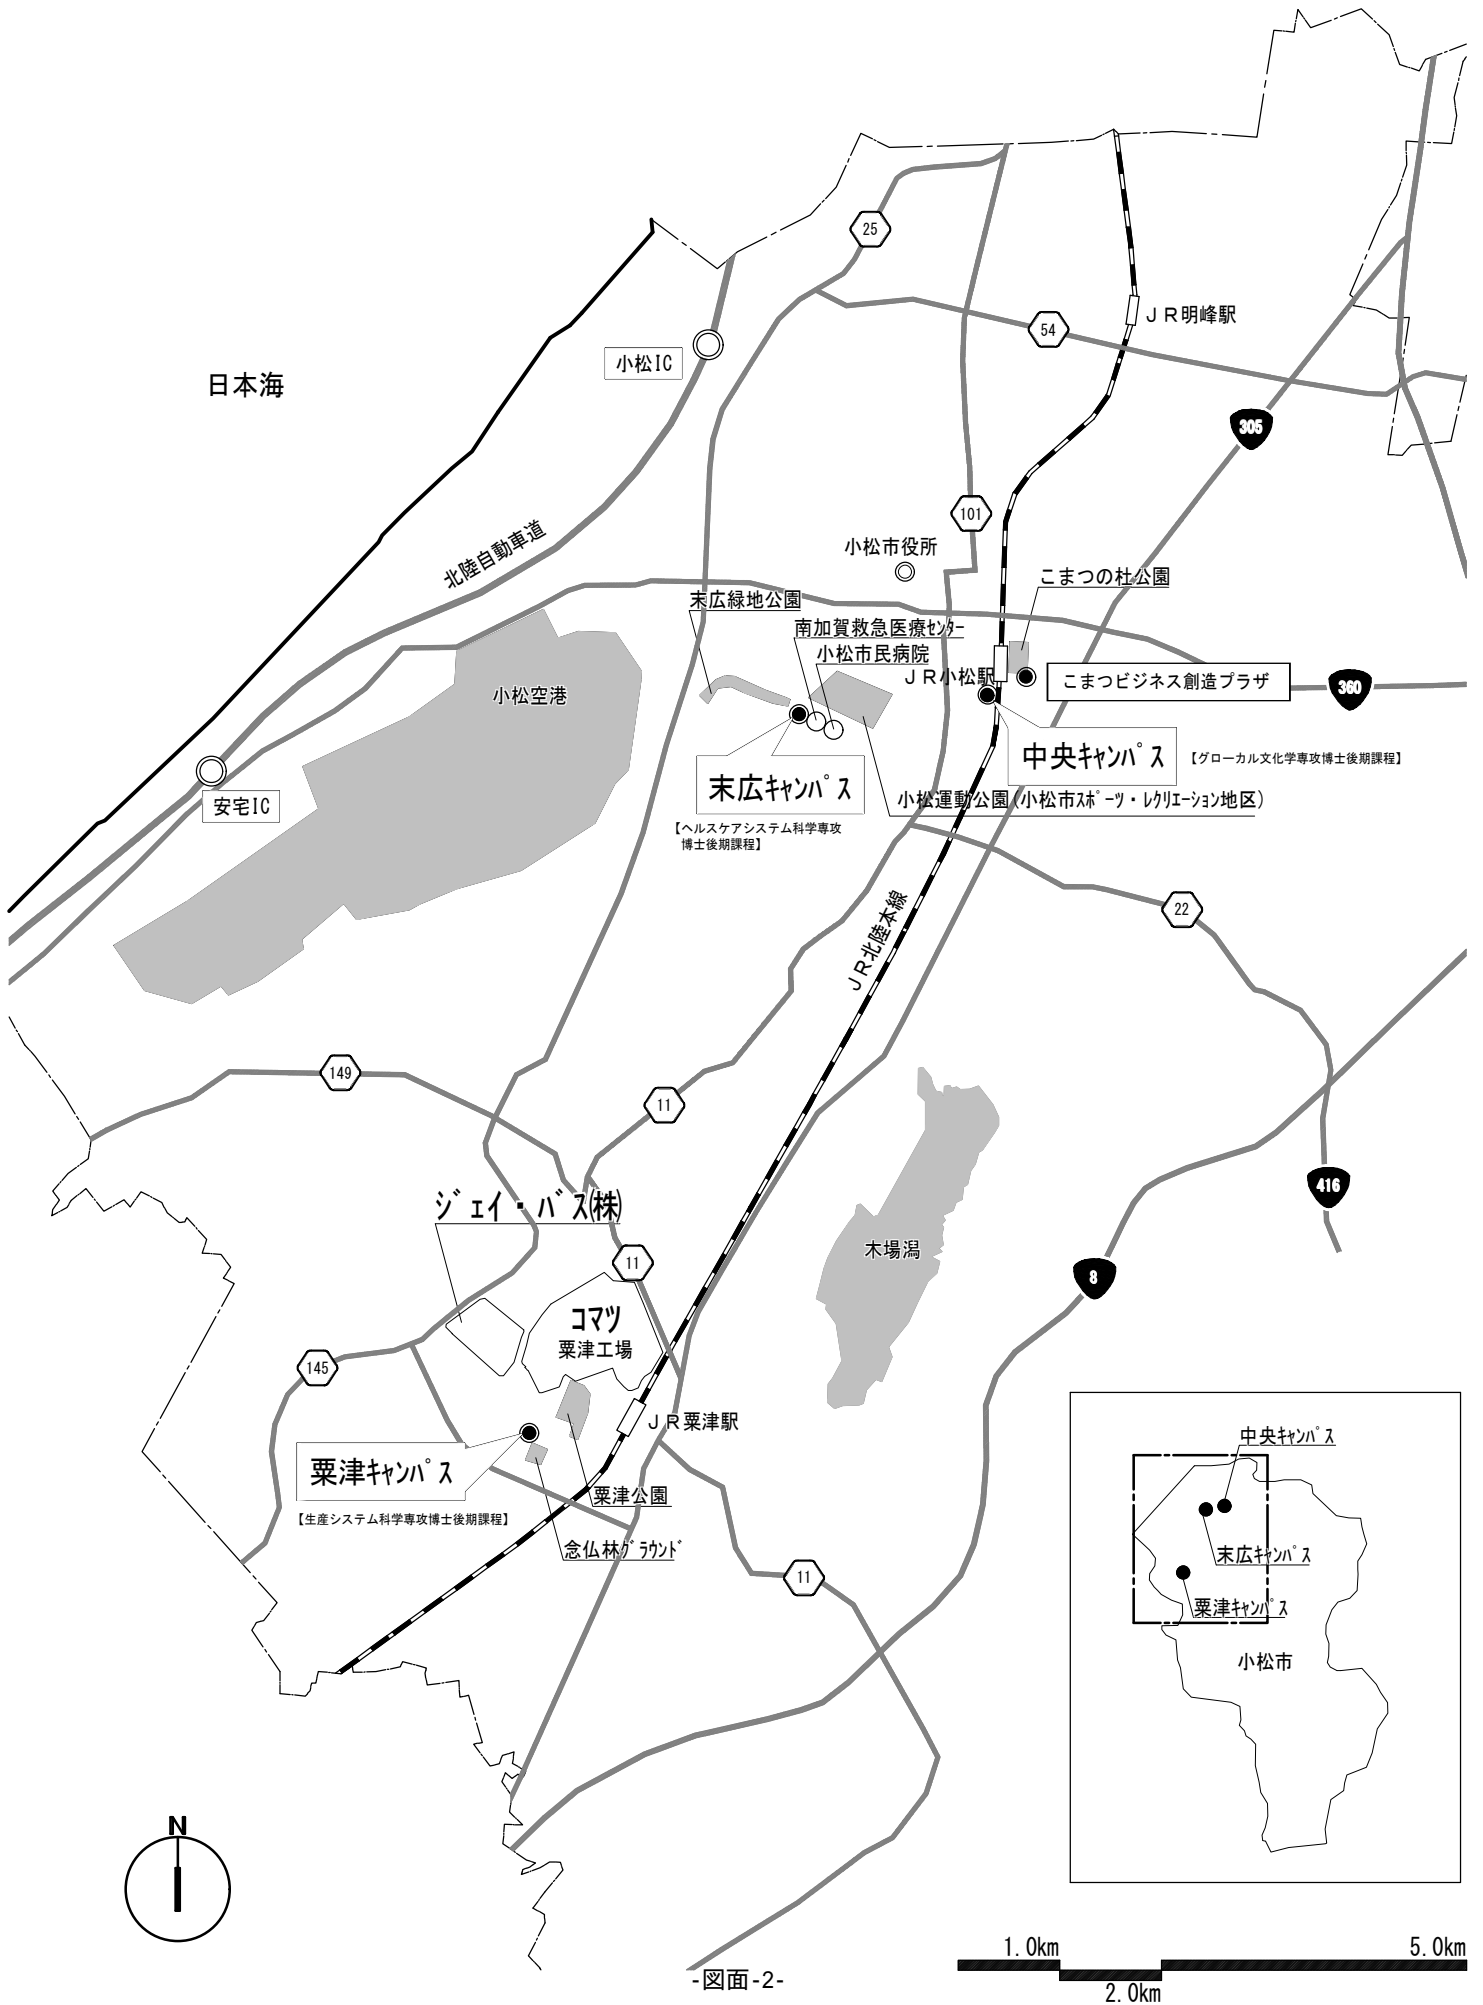 25
54
ＪＲ明峰駅
小松IC
日本海
305
101
北陸自動車道
小松市役所
こまつの杜公園
末広緑地公園
南加賀救急医療ｾﾝﾀｰ
小松市民病院
ＪＲ小松駅
こまつビジネス創造プラザ
360
小松空港
中央ｷｬﾝﾊﾟｽ
【グローカル文化学専攻博士後期課程】
末広ｷｬﾝﾊﾟｽ
安宅IC
小松運動公園(小松市ｽﾎﾟｰﾂ・ﾚｸﾘｴｰｼｮﾝ地区)
【ヘルスケアシステム科学専攻
博士後期課程】
ＪＲ北陸本線
22
149
11
416
ｼﾞｪｲ・ﾊﾞｽ㈱
木場潟
11
8
コマツ
粟津工場
145
ＪＲ粟津駅
粟津ｷｬﾝﾊﾟｽ
粟津公園
【生産システム科学専攻博士後期課程】
念仏林ｸﾞﾗｳﾝﾄﾞ
11
中央ｷｬﾝﾊﾟｽ
末広ｷｬﾝﾊﾟｽ
粟津ｷｬﾝﾊﾟｽ
小松市
N
1.0km
5.0km
2.0km
-図面-2-